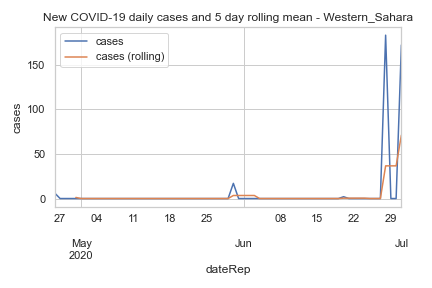 New COVID-19 daily cases and 5 day rolling mean - Western_Sahara
cases
cases (rolling)
cases
150
100
50
0
27 04 11 18 25 08 15 22 29
May Jun Jul
2020
dateRep